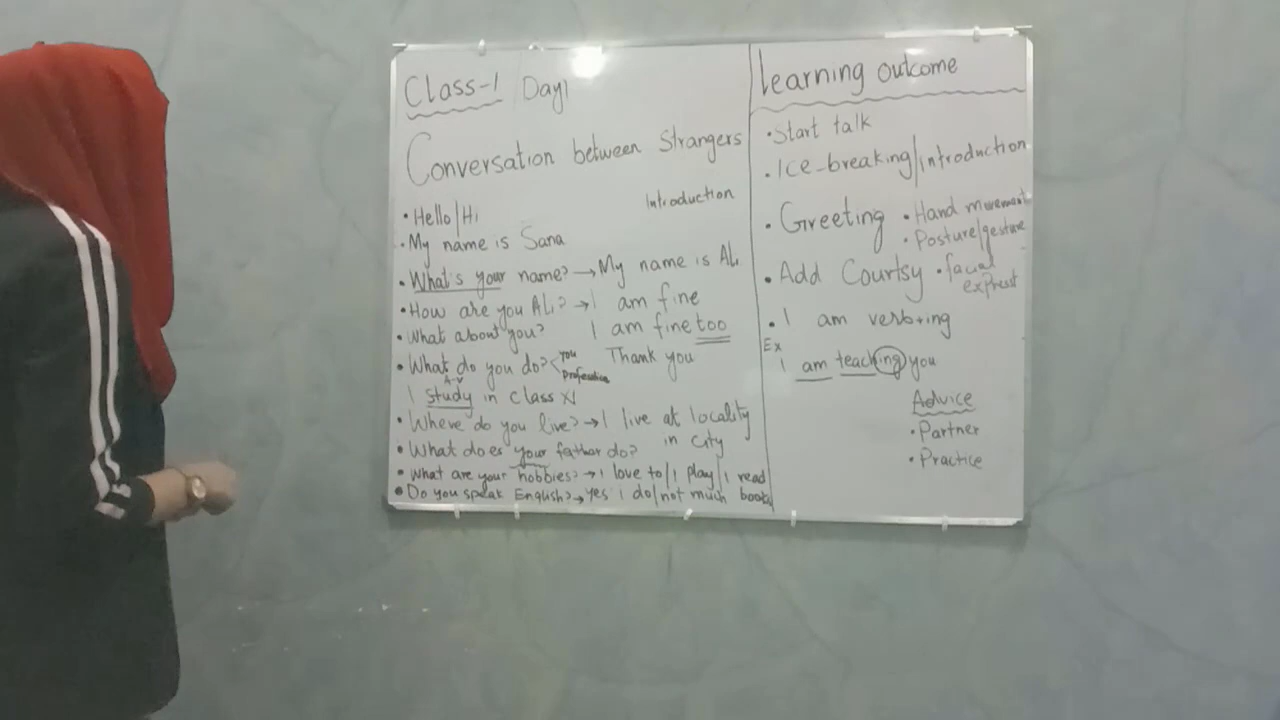 Class-1 Day1
Conversation between Strangers
Introduction
• Hello/Hi
• My name is Sana
• What's your name? → My name is Ali
• How are you Ali? → I am fine
• What about you? I am fine too
Thank you
• What do you do? < you
Profession
I study in class XI
• Where do you live? → I live at locality
in city
• What does your father do?
• What are your hobbies? → I love to/I play/I read
• Do you speak English? → yes I do/not much books
Learning outcome
• Start talk
• Ice-breaking/introduction
• Greeting • Hand movement
• Posture/gesture
• Add Courtsy • facial
express
• I am verb+ing
Ex
I am teaching you
Advice
• Partner
• Practice